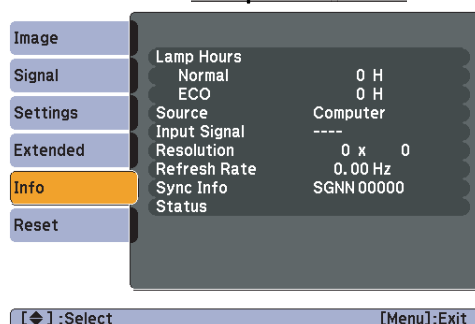 Image
Signal
Settings
Extended
Info
Reset
Lamp Hours
Normal 0 H
ECO 0 H
Source Computer
Input Signal ----
Resolution 0 x 0
Refresh Rate 0.00 Hz
Sync Info SGNN 00000
Status
[◆] :Select [Menu]:Exit